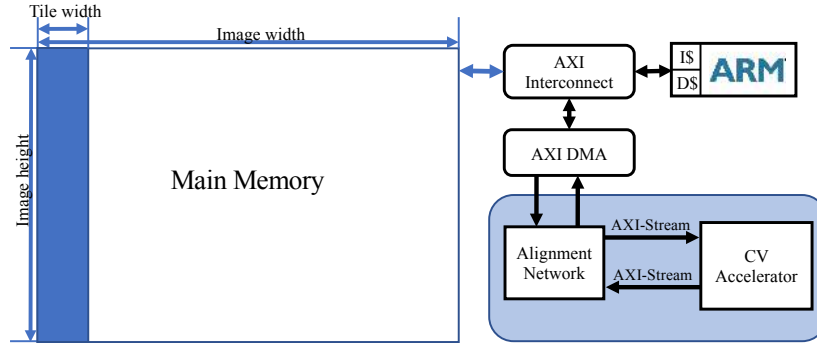 Tile width
Image width
Image height
Main Memory
AXI
Interconnect
I$
D$
ARM
AXI DMA
Alignment
Network
AXI-Stream
AXI-Stream
CV
Accelerator